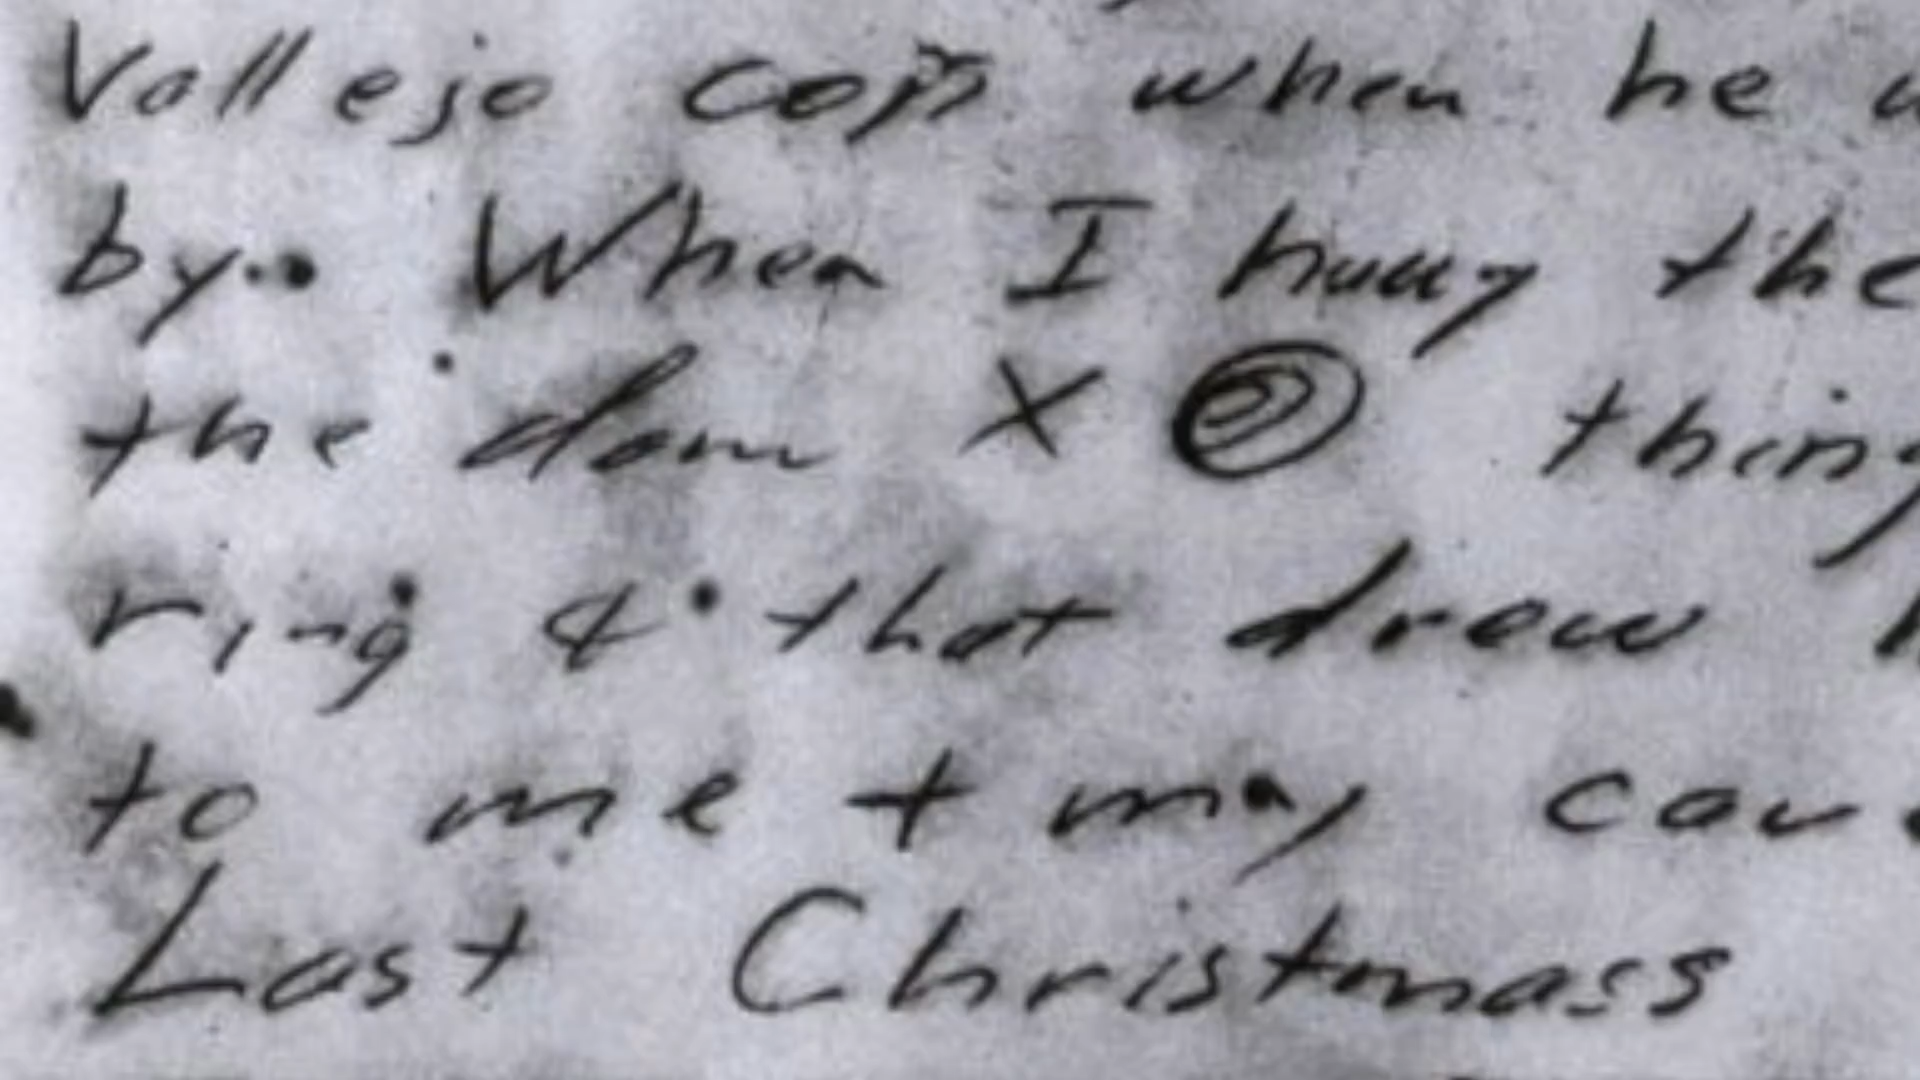 Vallejo cops when he w
by. When I hung the
the dam X thing
ring & that drew h
to me + my cav
Last Christmass